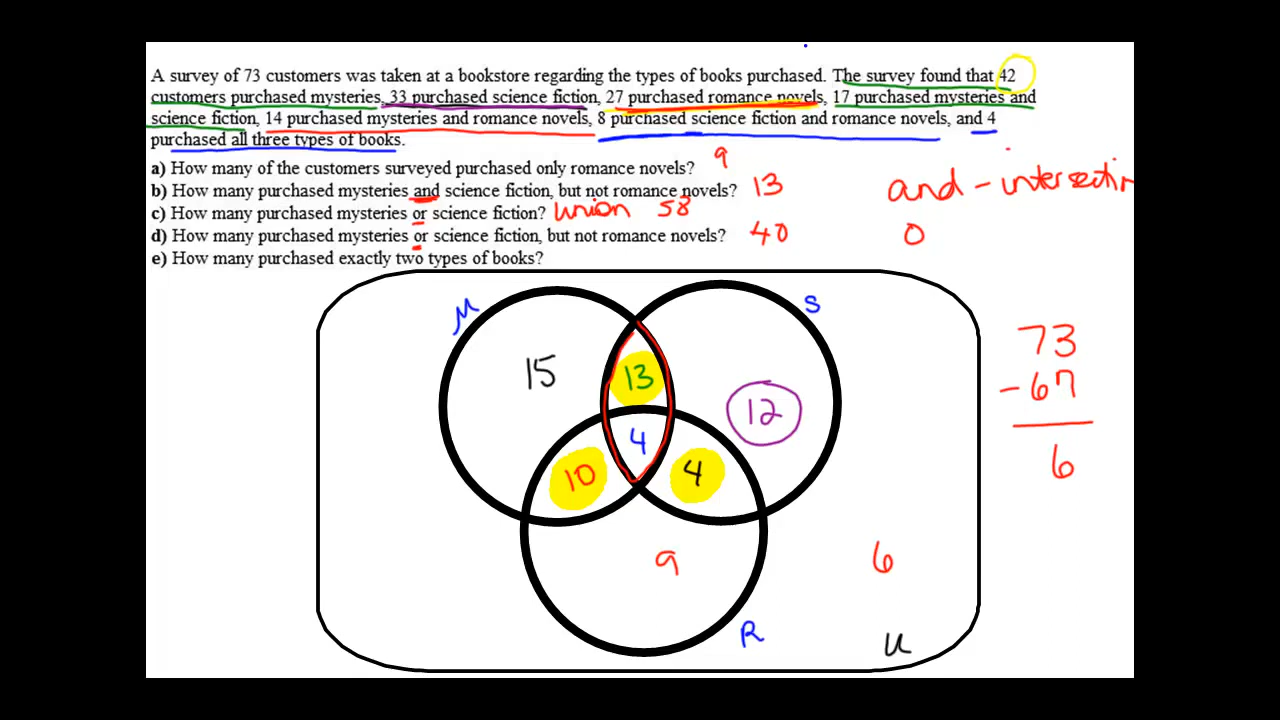 A survey of 73 customers was taken at a bookstore regarding the types of books purchased. The survey found that 42
customers purchased mysteries, 33 purchased science fiction, 27 purchased romance novels, 17 purchased mysteries and
science fiction, 14 purchased mysteries and romance novels, 8 purchased science fiction and romance novels, and 4
purchased all three types of books.
a) How many of the customers surveyed purchased only romance novels? 9
b) How many purchased mysteries and science fiction, but not romance novels? 13 and - intersection
c) How many purchased mysteries or science fiction? union 58
d) How many purchased mysteries or science fiction, but not romance novels? 40 0
e) How many purchased exactly two types of books?
M S
15 13 12
4
10 4
9 6
R U
73
-67
6